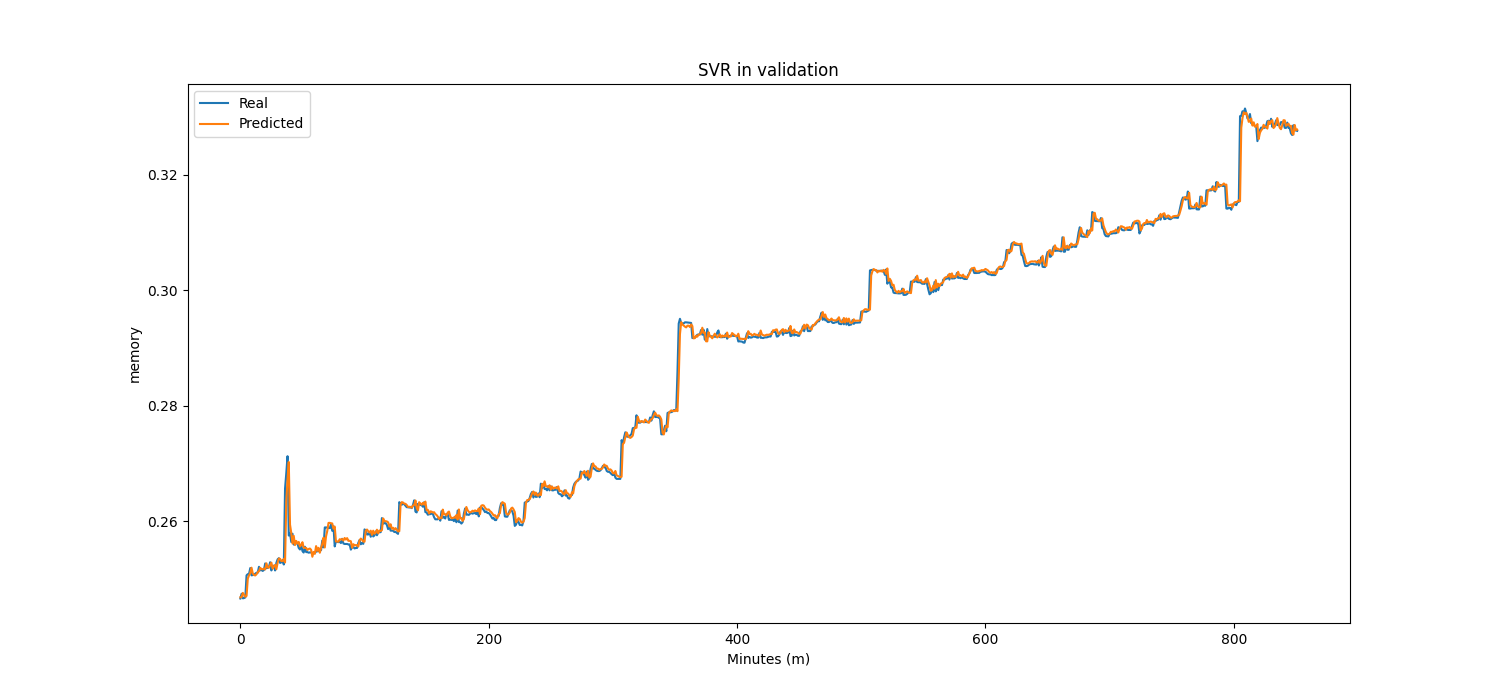 SVR in validation
Real
Predicted
0.32
0.30
0.28
0.26
memory
0 200 400 600 800
Minutes (m)